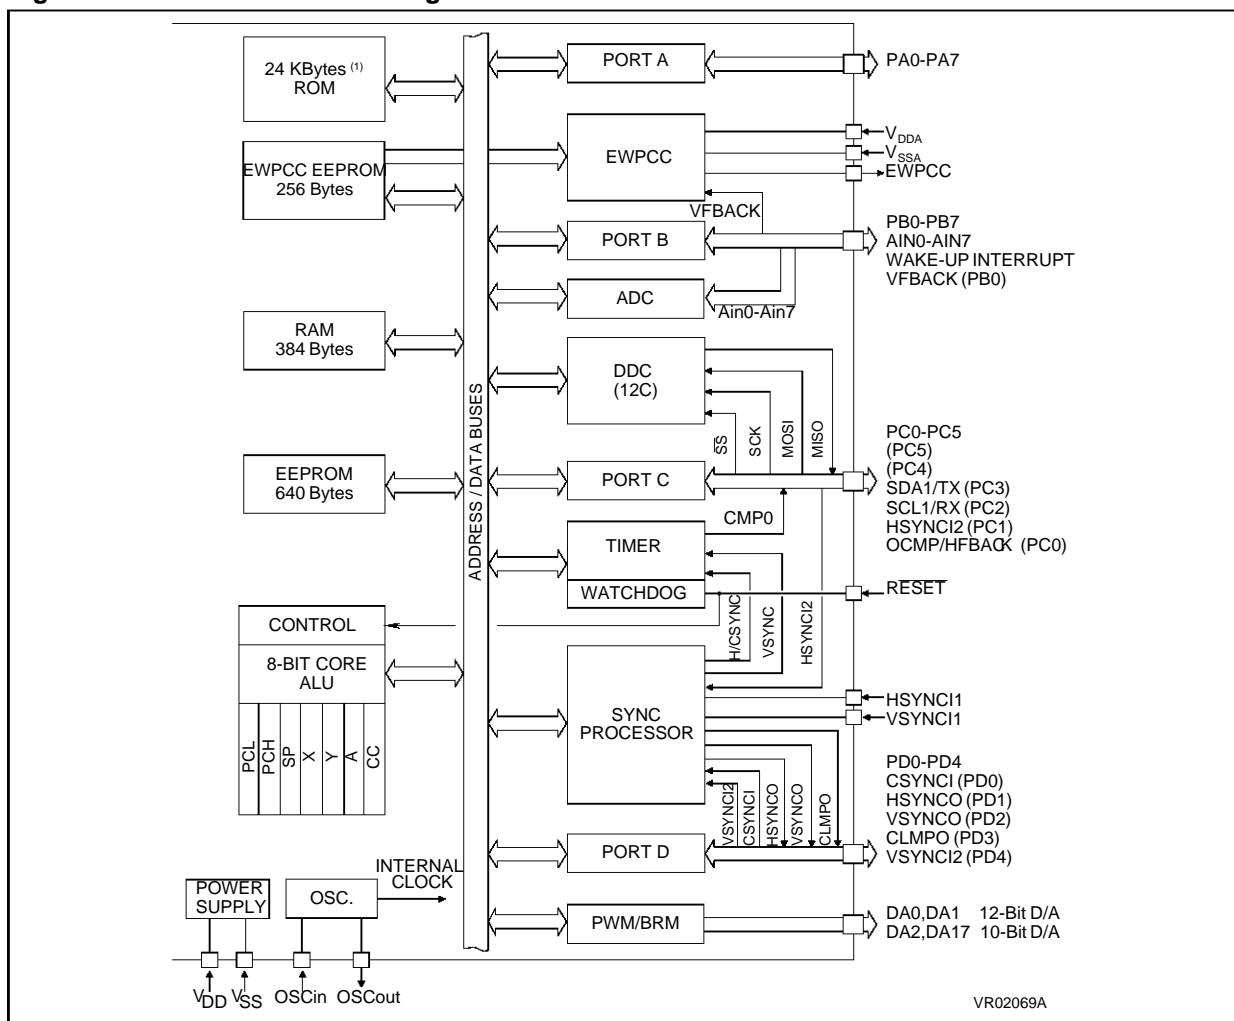 24 KBytes (1)
ROM
EWPCC EEPROM
256 Bytes
RAM
384 Bytes
EEPROM
640 Bytes
CONTROL
8-BIT CORE
ALU
PCL
PCH
SP
X
Y
A
CC
POWER
SUPPLY
OSC.
INTERNAL
CLOCK
VDD
VSS
OSCin
OSCout
ADDRESS / DATA BUSES
PORT A
EWPCC
VFBACK
PORT B
ADC
Ain0-Ain7
DDC
(12C)
SS
SCK
MOSI
MISO
PORT C
CMP0
TIMER
WATCHDOG
H/CSYNC
VSYNC
HSYNCI2
SYNC
PROCESSOR
VSYNCI2
CSYNCI
HSYNCO
VSYNCO
CLMPO
PORT D
PWM/BRM
PA0-PA7
VDDA
VSSA
EWPCC
PB0-PB7
AIN0-AIN7
WAKE-UP INTERRUPT
VFBACK (PB0)
PC0-PC5
(PC5)
(PC4)
SDA1/TX (PC3)
SCL1/RX (PC2)
HSYNCI2 (PC1)
OCMP/HFBACK (PC0)
RESET
HSYNCI1
VSYNCI1
PD0-PD4
CSYNCI (PD0)
HSYNCO (PD1)
VSYNCO (PD2)
CLMPO (PD3)
VSYNCI2 (PD4)
DA0,DA1 12-Bit D/A
DA2,DA17 10-Bit D/A
VR02069A